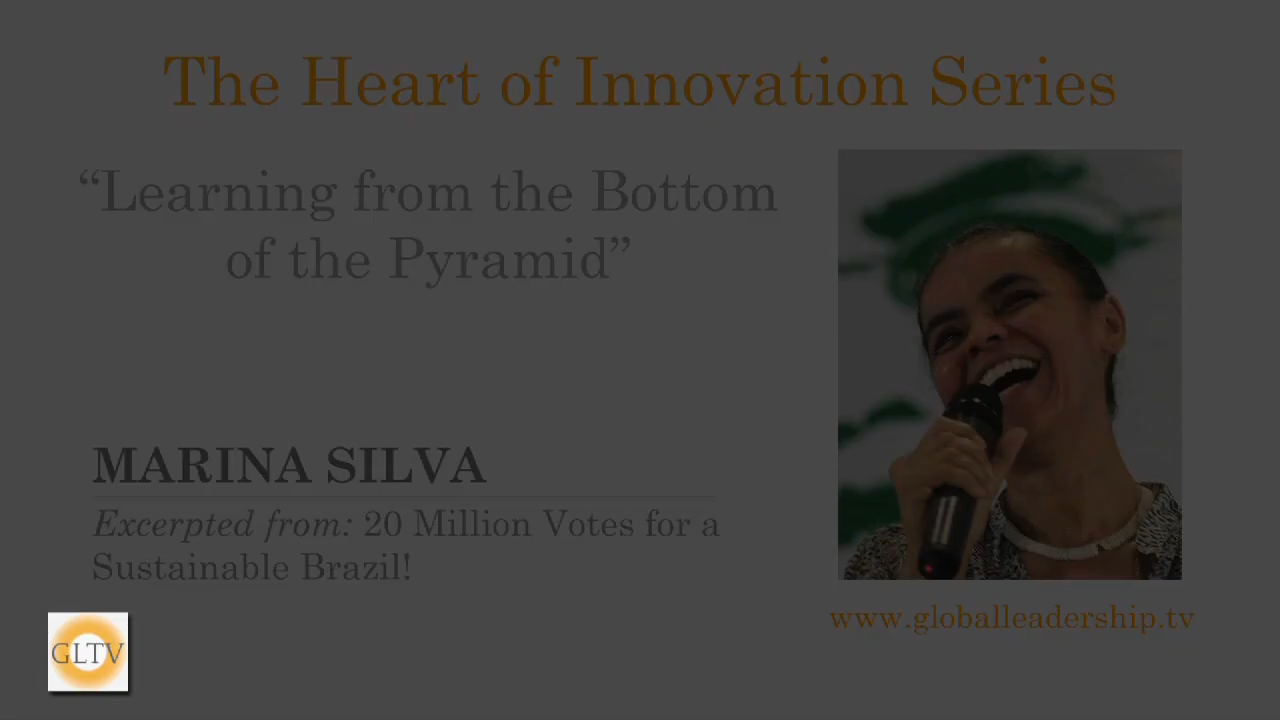 The Heart of Innovation Series
“Learning from the Bottom
of the Pyramid”
MARINA SILVA
Excerpted from: 20 Million Votes for a
Sustainable Brazil!
www.globalleadership.tv
GLTV